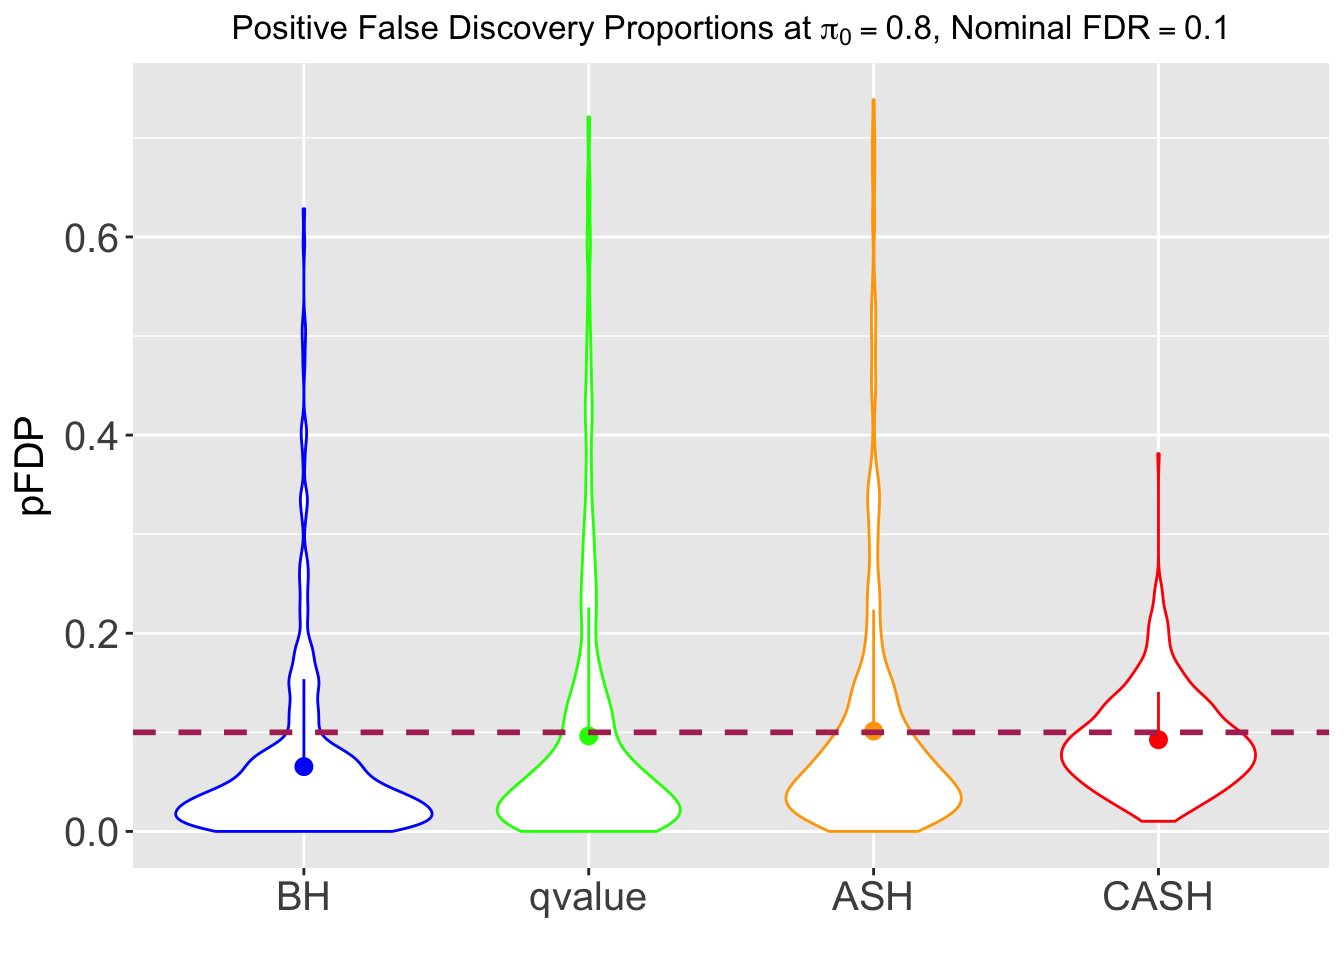 Positive False Discovery Proportions at π₀ = 0.8, Nominal FDR = 0.1
pFDP
0.6
0.4
0.2
0.0
BH qvalue ASH CASH